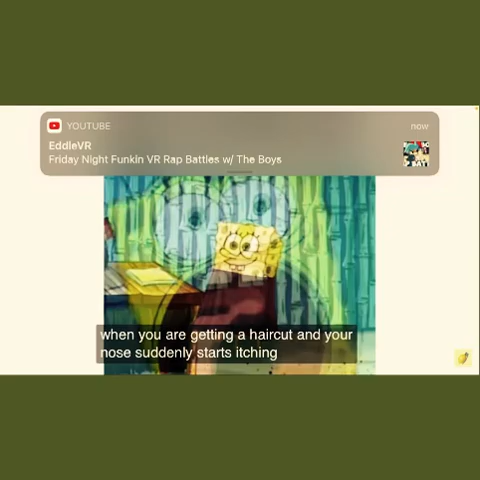 YOUTUBE
now
EddieVR
Friday Night Funkin VR Rap Battles w/ The Boys
when you are getting a haircut and your
nose suddenly starts itching